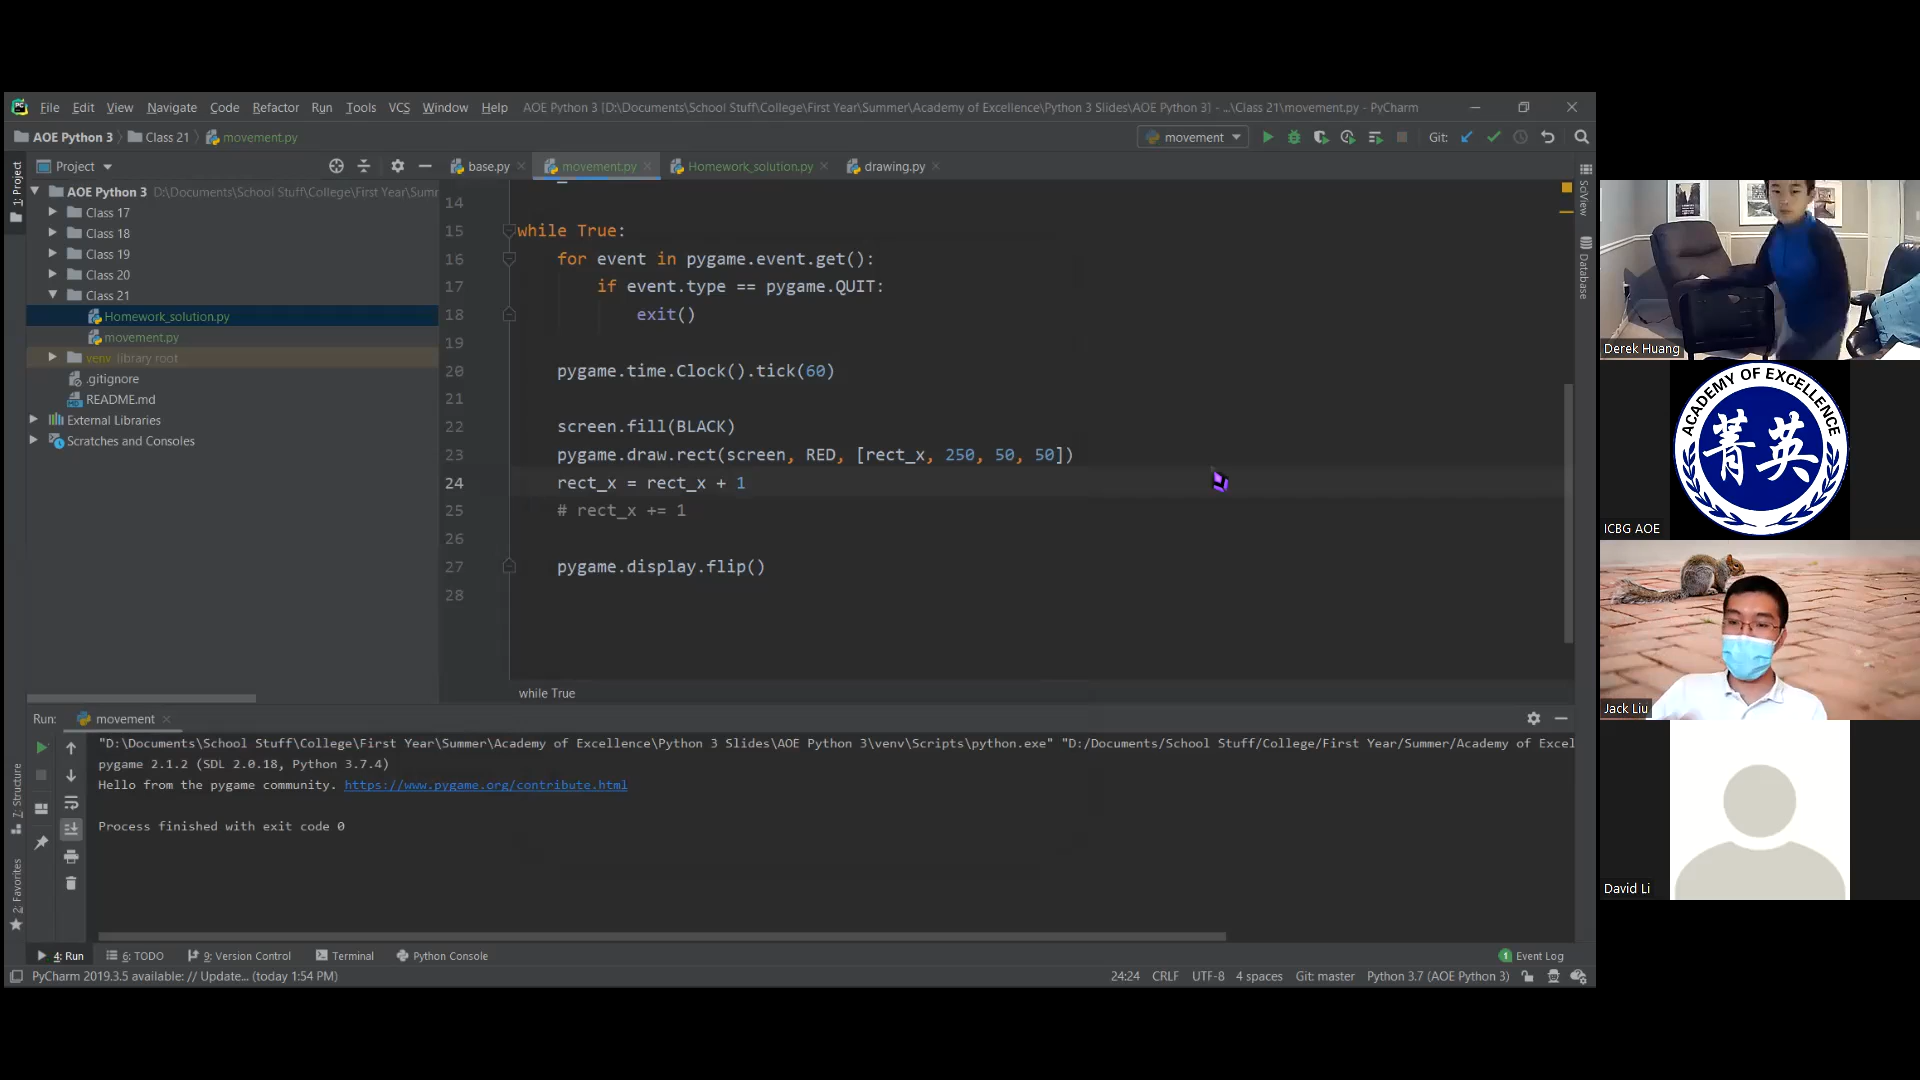 File Edit View Navigate Code Refactor Run Tools VCS Window Help AOE Python 3 [D:\Documents\School Stuff\College\First Year\Summer\Academy of Excellence\Python 3 Slides\AOE Python 3] - ...\Class 21\movement.py - PyCharm
AOE Python 3 Class 21 movement.py movement Git:
Project base.py movement.py Homework_solution.py drawing.py
1: Project
AOE Python 3 D:\Documents\School Stuff\College\First Year\Summ
Class 17
Class 18
Class 19
Class 20
Class 21
Homework_solution.py
movement.py
venv library root
.gitignore
README.md
External Libraries
Scratches and Consoles
14
15 while True:
16 for event in pygame.event.get():
17 if event.type == pygame.QUIT:
18 exit()
19
20 pygame.time.Clock().tick(60)
21
22 screen.fill(BLACK)
23 pygame.draw.rect(screen, RED, [rect_x, 250, 50, 50])
24 rect_x = rect_x + 1
25 # rect_x += 1
26
27 pygame.display.flip()
28
while True
SciView
Database
Run: movement
"D:\Documents\School Stuff\College\First Year\Summer\Academy of Excellence\Python 3 Slides\AOE Python 3\venv\Scripts\python.exe" "D:/Documents/School Stuff/College/First Year/Summer/Academy of Excel
pygame 2.1.2 (SDL 2.0.18, Python 3.7.4)
Hello from the pygame community. https://www.pygame.org/contribute.html
Process finished with exit code 0
Z: Structure
2: Favorites
4: Run 6: TODO 9: Version Control Terminal Python Console 1 Event Log
PyCharm 2019.3.5 available: // Update... (today 1:54 PM) 24:24 CRLF UTF-8 4 spaces Git: master Python 3.7 (AOE Python 3)
Derek Huang
ACADEMY OF EXCELLENCE
菁英
ICBG AOE
Jack Liu
David Li